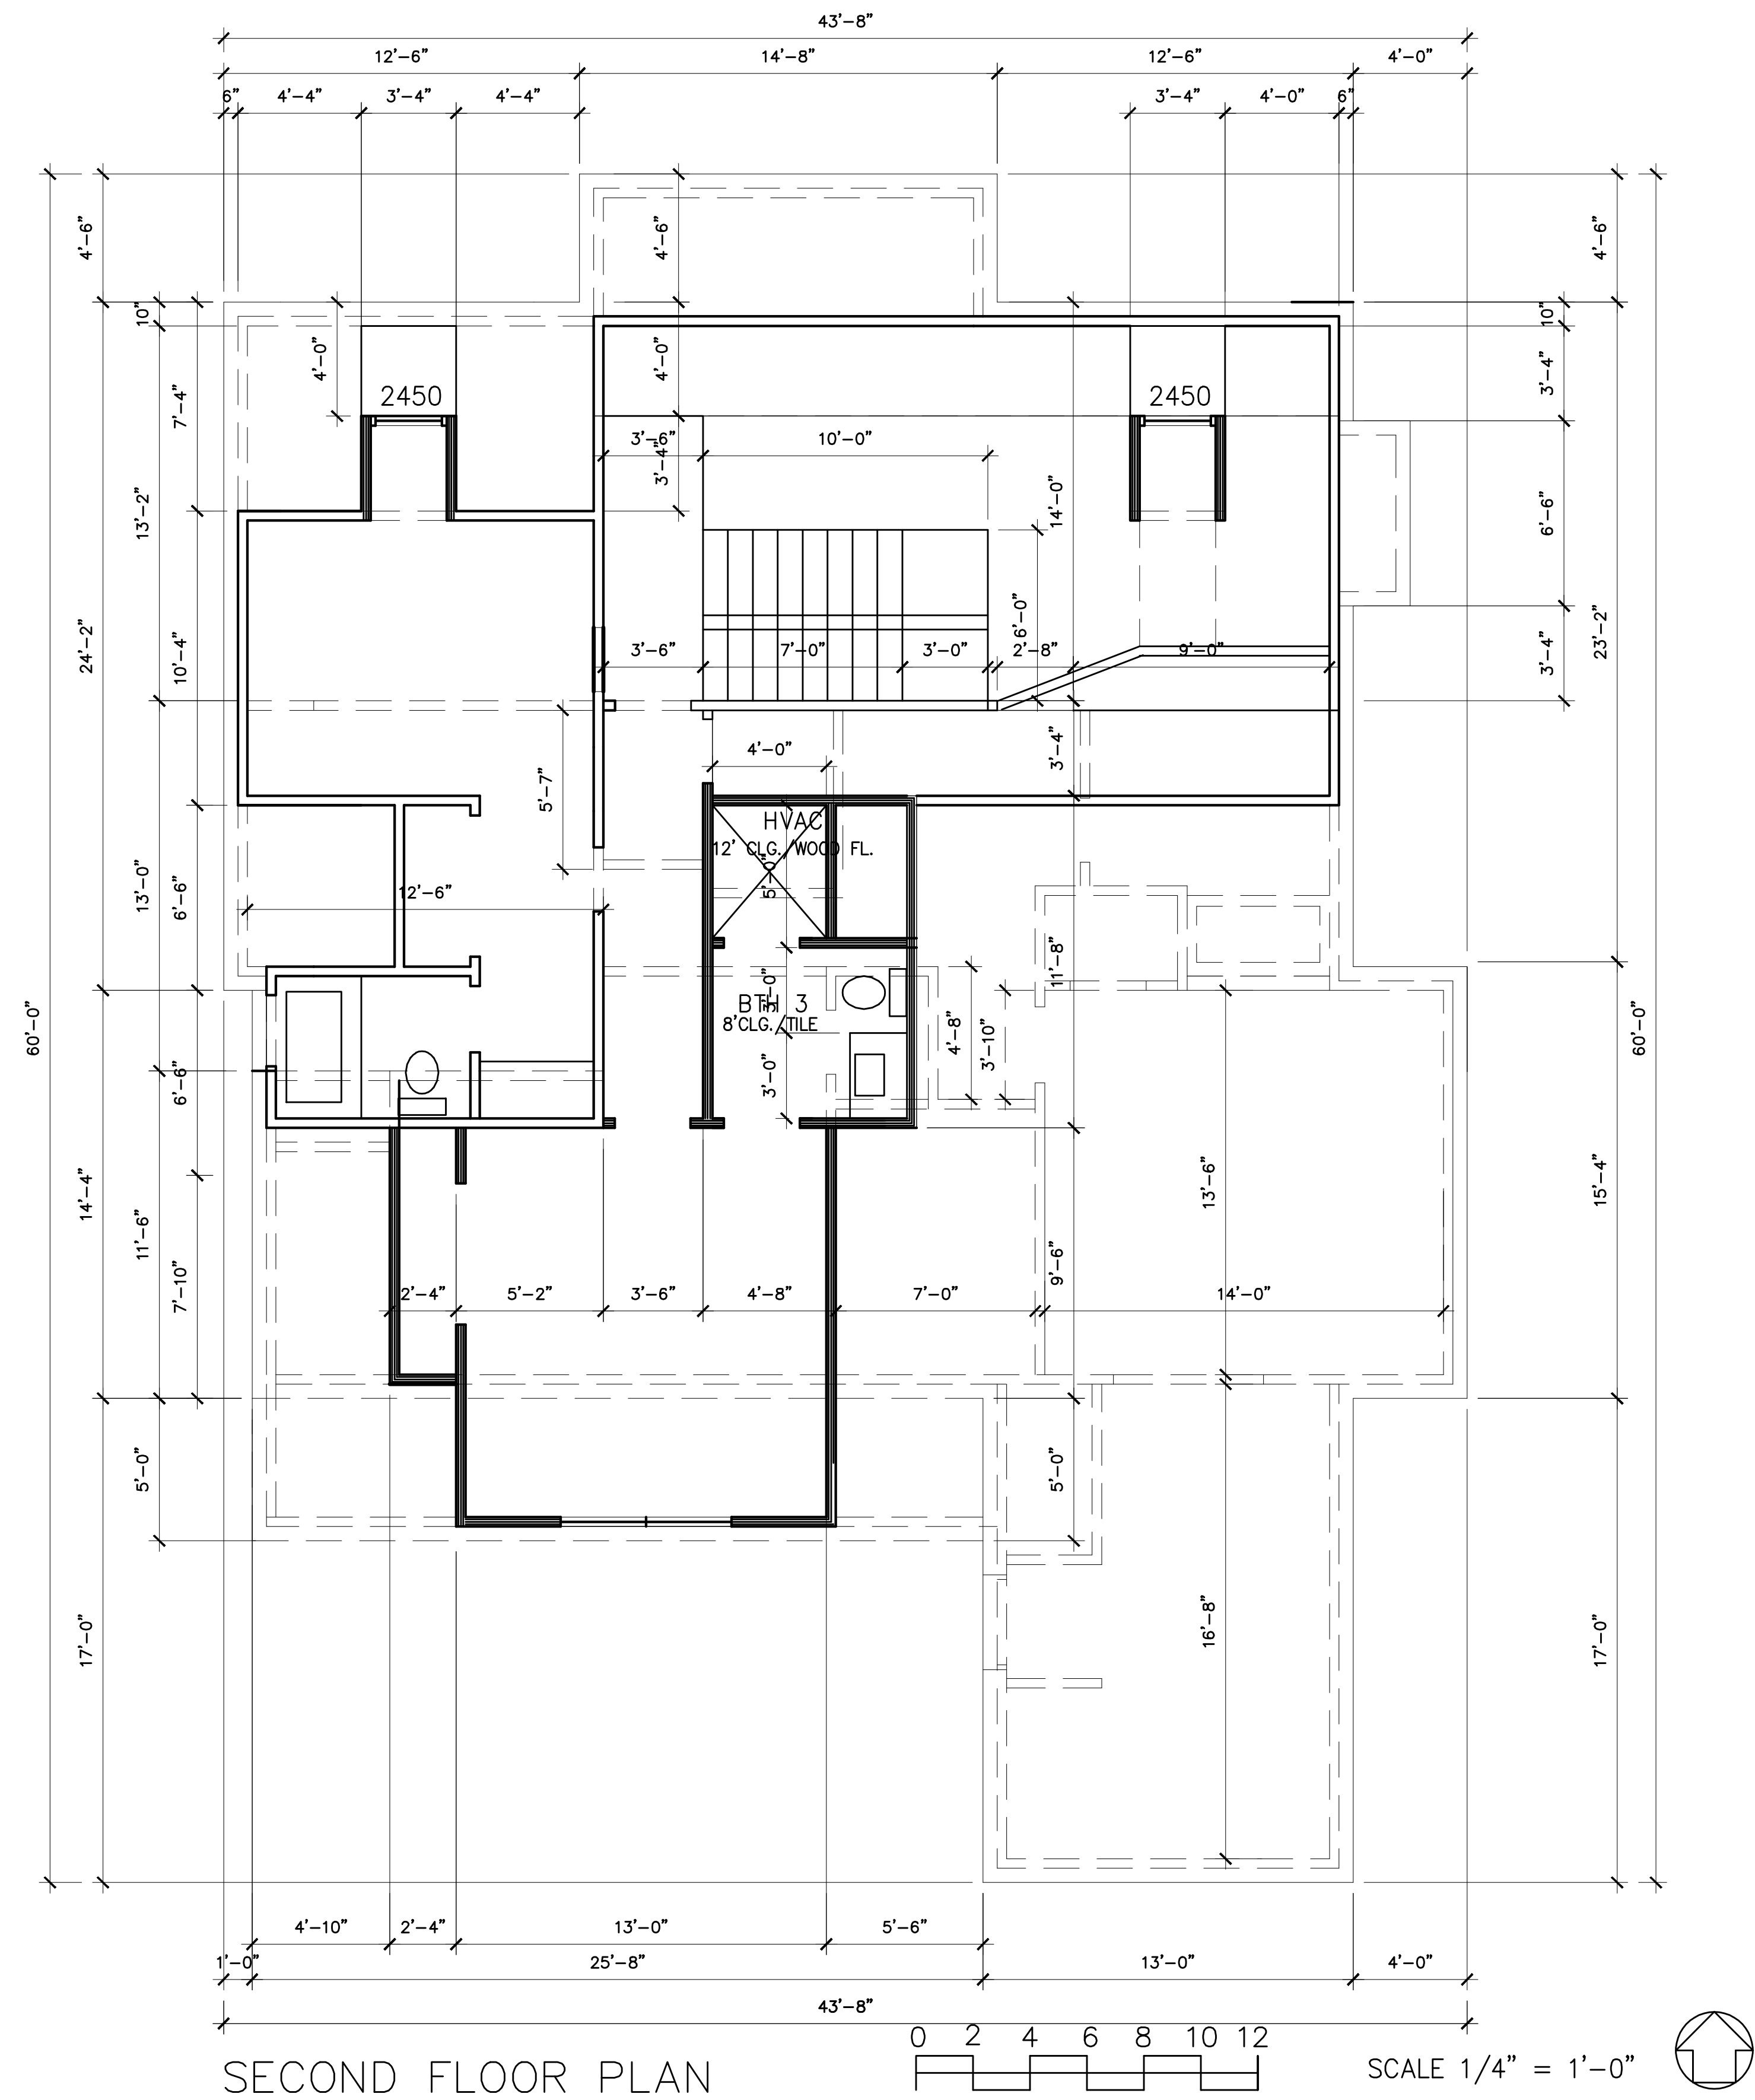 43'-8"
12'-6" 14'-8" 12'-6" 4'-0"
6" 4'-4" 3'-4" 4'-4" 3'-4" 4'-0" 6"
4'-6" 4'-6" 4'-6"
10" 10"
4'-0" 4'-0" 3'-4"
7'-4" 2450 2450
3'-6" 10'-0"
3'-4"
13'-2" 14'-0" 6'-6"
24'-2" 10'-4" 6'-0" 23'-2"
3'-6" 7'-0" 3'-0" 2'-8" 9'-0" 3'-4"
4'-0" 3'-4"
5'-7"
HVAC
12' CLG./WOOD FL.
13'-0" 6'-6" 12'-6" 5'-0"
11'-8"
BTH 3
8'CLG./TILE
3'-0"
60'-0" 4'-8" 3'-10" 60'-0"
6'-6" 3'-0"
14'-4" 11'-6" 13'-6" 15'-4"
7'-10" 9'-6"
2'-4" 5'-2" 3'-6" 4'-8" 7'-0" 14'-0"
5'-0" 5'-0"
17'-0" 16'-8" 17'-0"
4'-10" 2'-4" 13'-0" 5'-6"
1'-0" 25'-8" 13'-0" 4'-0"
43'-8"
0 2 4 6 8 10 12
SECOND FLOOR PLAN
SCALE 1/4" = 1'-0"